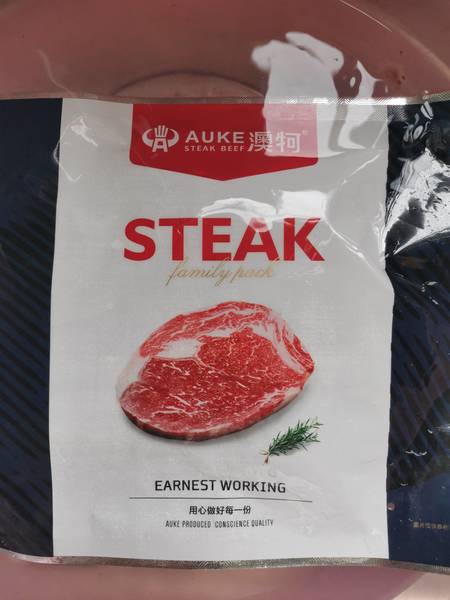 AUKE 澳牱®
STEAK BEEF
STEAK
family pack
EARNEST WORKING
用心做好每一份
AUKE PRODUCED CONSCIENCE QUALITY